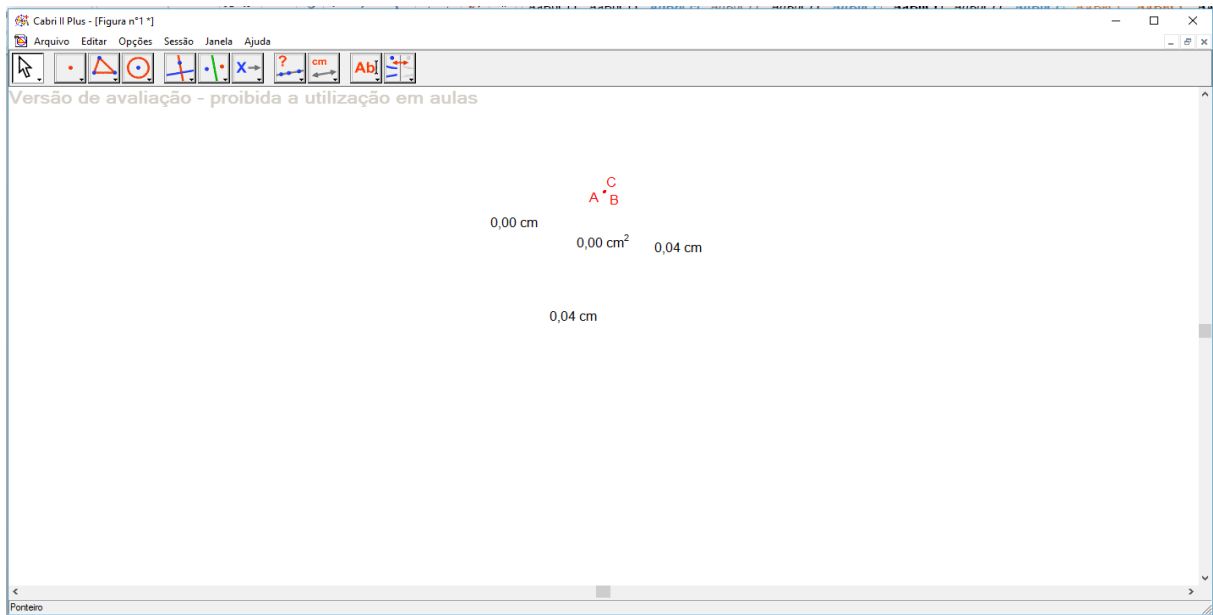 Cabri II Plus - [Figura n°1 *]
Arquivo Editar Opções Sessão Janela Ajuda
? cm Ab X
Versão de avaliação - proibida a utilização em aulas
C
A B
0,00 cm
0,00 cm² 0,04 cm
0,04 cm
Ponteiro